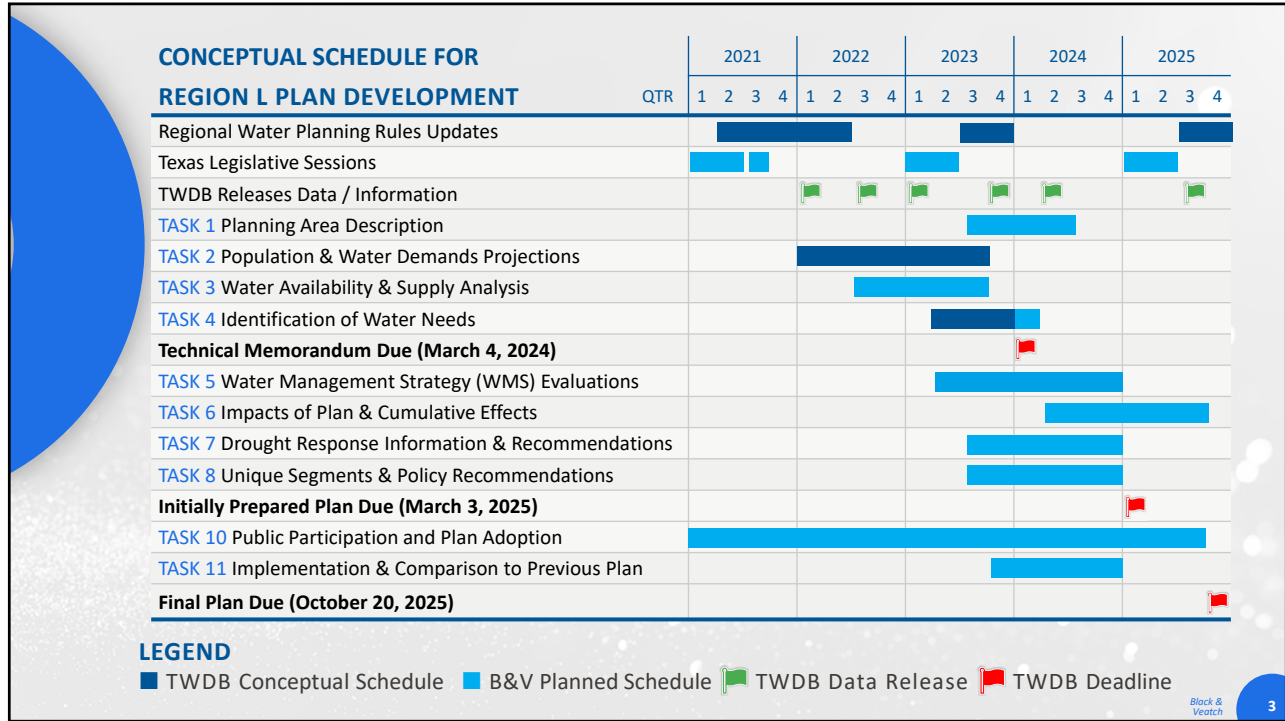 CONCEPTUAL SCHEDULE FOR 2021 2022 2023 2024 2025
REGION L PLAN DEVELOPMENT QTR 1 2 3 4 1 2 3 4 1 2 3 4 1 2 3 4 1 2 3 4
Regional Water Planning Rules Updates
Texas Legislative Sessions
TWDB Releases Data / Information
TASK 1 Planning Area Description
TASK 2 Population & Water Demands Projections
TASK 3 Water Availability & Supply Analysis
TASK 4 Identification of Water Needs
Technical Memorandum Due (March 4, 2024)
TASK 5 Water Management Strategy (WMS) Evaluations
TASK 6 Impacts of Plan & Cumulative Effects
TASK 7 Drought Response Information & Recommendations
TASK 8 Unique Segments & Policy Recommendations
Initially Prepared Plan Due (March 3, 2025)
TASK 10 Public Participation and Plan Adoption
TASK 11 Implementation & Comparison to Previous Plan
Final Plan Due (October 20, 2025)
LEGEND
TWDB Conceptual Schedule B&V Planned Schedule TWDB Data Release TWDB Deadline
Black &
Veatch
3